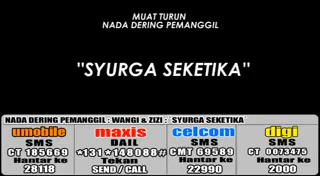 MUAT TURUN
NADA DERING PEMANGGIL
"SYURGA SEKETIKA"
NADA DERING PEMANGGIL : WANGI & ZIZI : SYURGA SEKETIKA
umobile maxis celcom digi
SMS DAIL SMS SMS
CT 185669 *131*148088# CMT 69589 CT 0073475
Hantar ke Tekan Hantar ke Hantar ke
28118 SEND / CALL 22990 2000